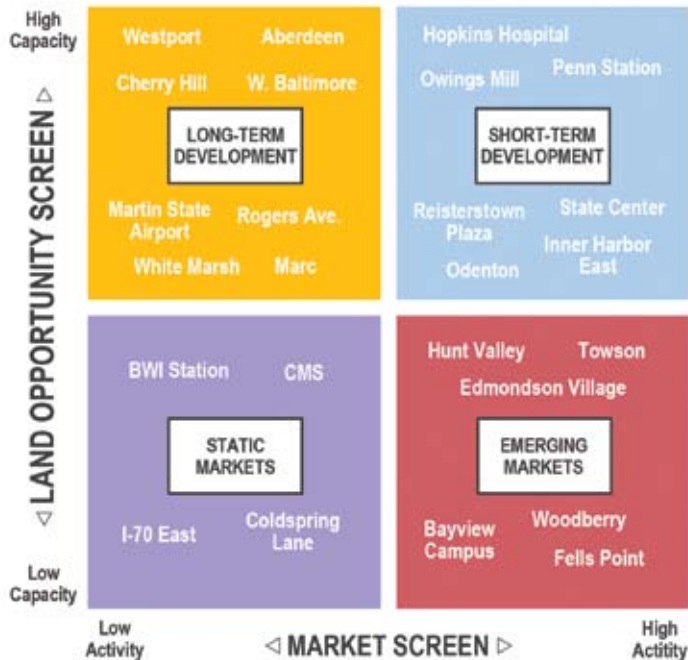 High
Capacity
Westport
Aberdeen
Cherry Hill
W. Baltimore
LONG-TERM
DEVELOPMENT
Martin State
Airport
Rogers Ave.
White Marsh
Marc
Hopkins Hospital
Owings Mill
Penn Station
SHORT-TERM
DEVELOPMENT
Reisterstown
Plaza
State Center
Inner Harbor
East
Odenton
◁ LAND OPPORTUNITY SCREEN ▷
BWI Station
CMS
STATIC
MARKETS
I-70 East
Coldspring
Lane
Hunt Valley
Towson
Edmondson Village
EMERGING
MARKETS
Bayview
Campus
Woodberry
Fells Point
Low
Capacity
Low
Activity
◁ MARKET SCREEN ▷
High
Actitity